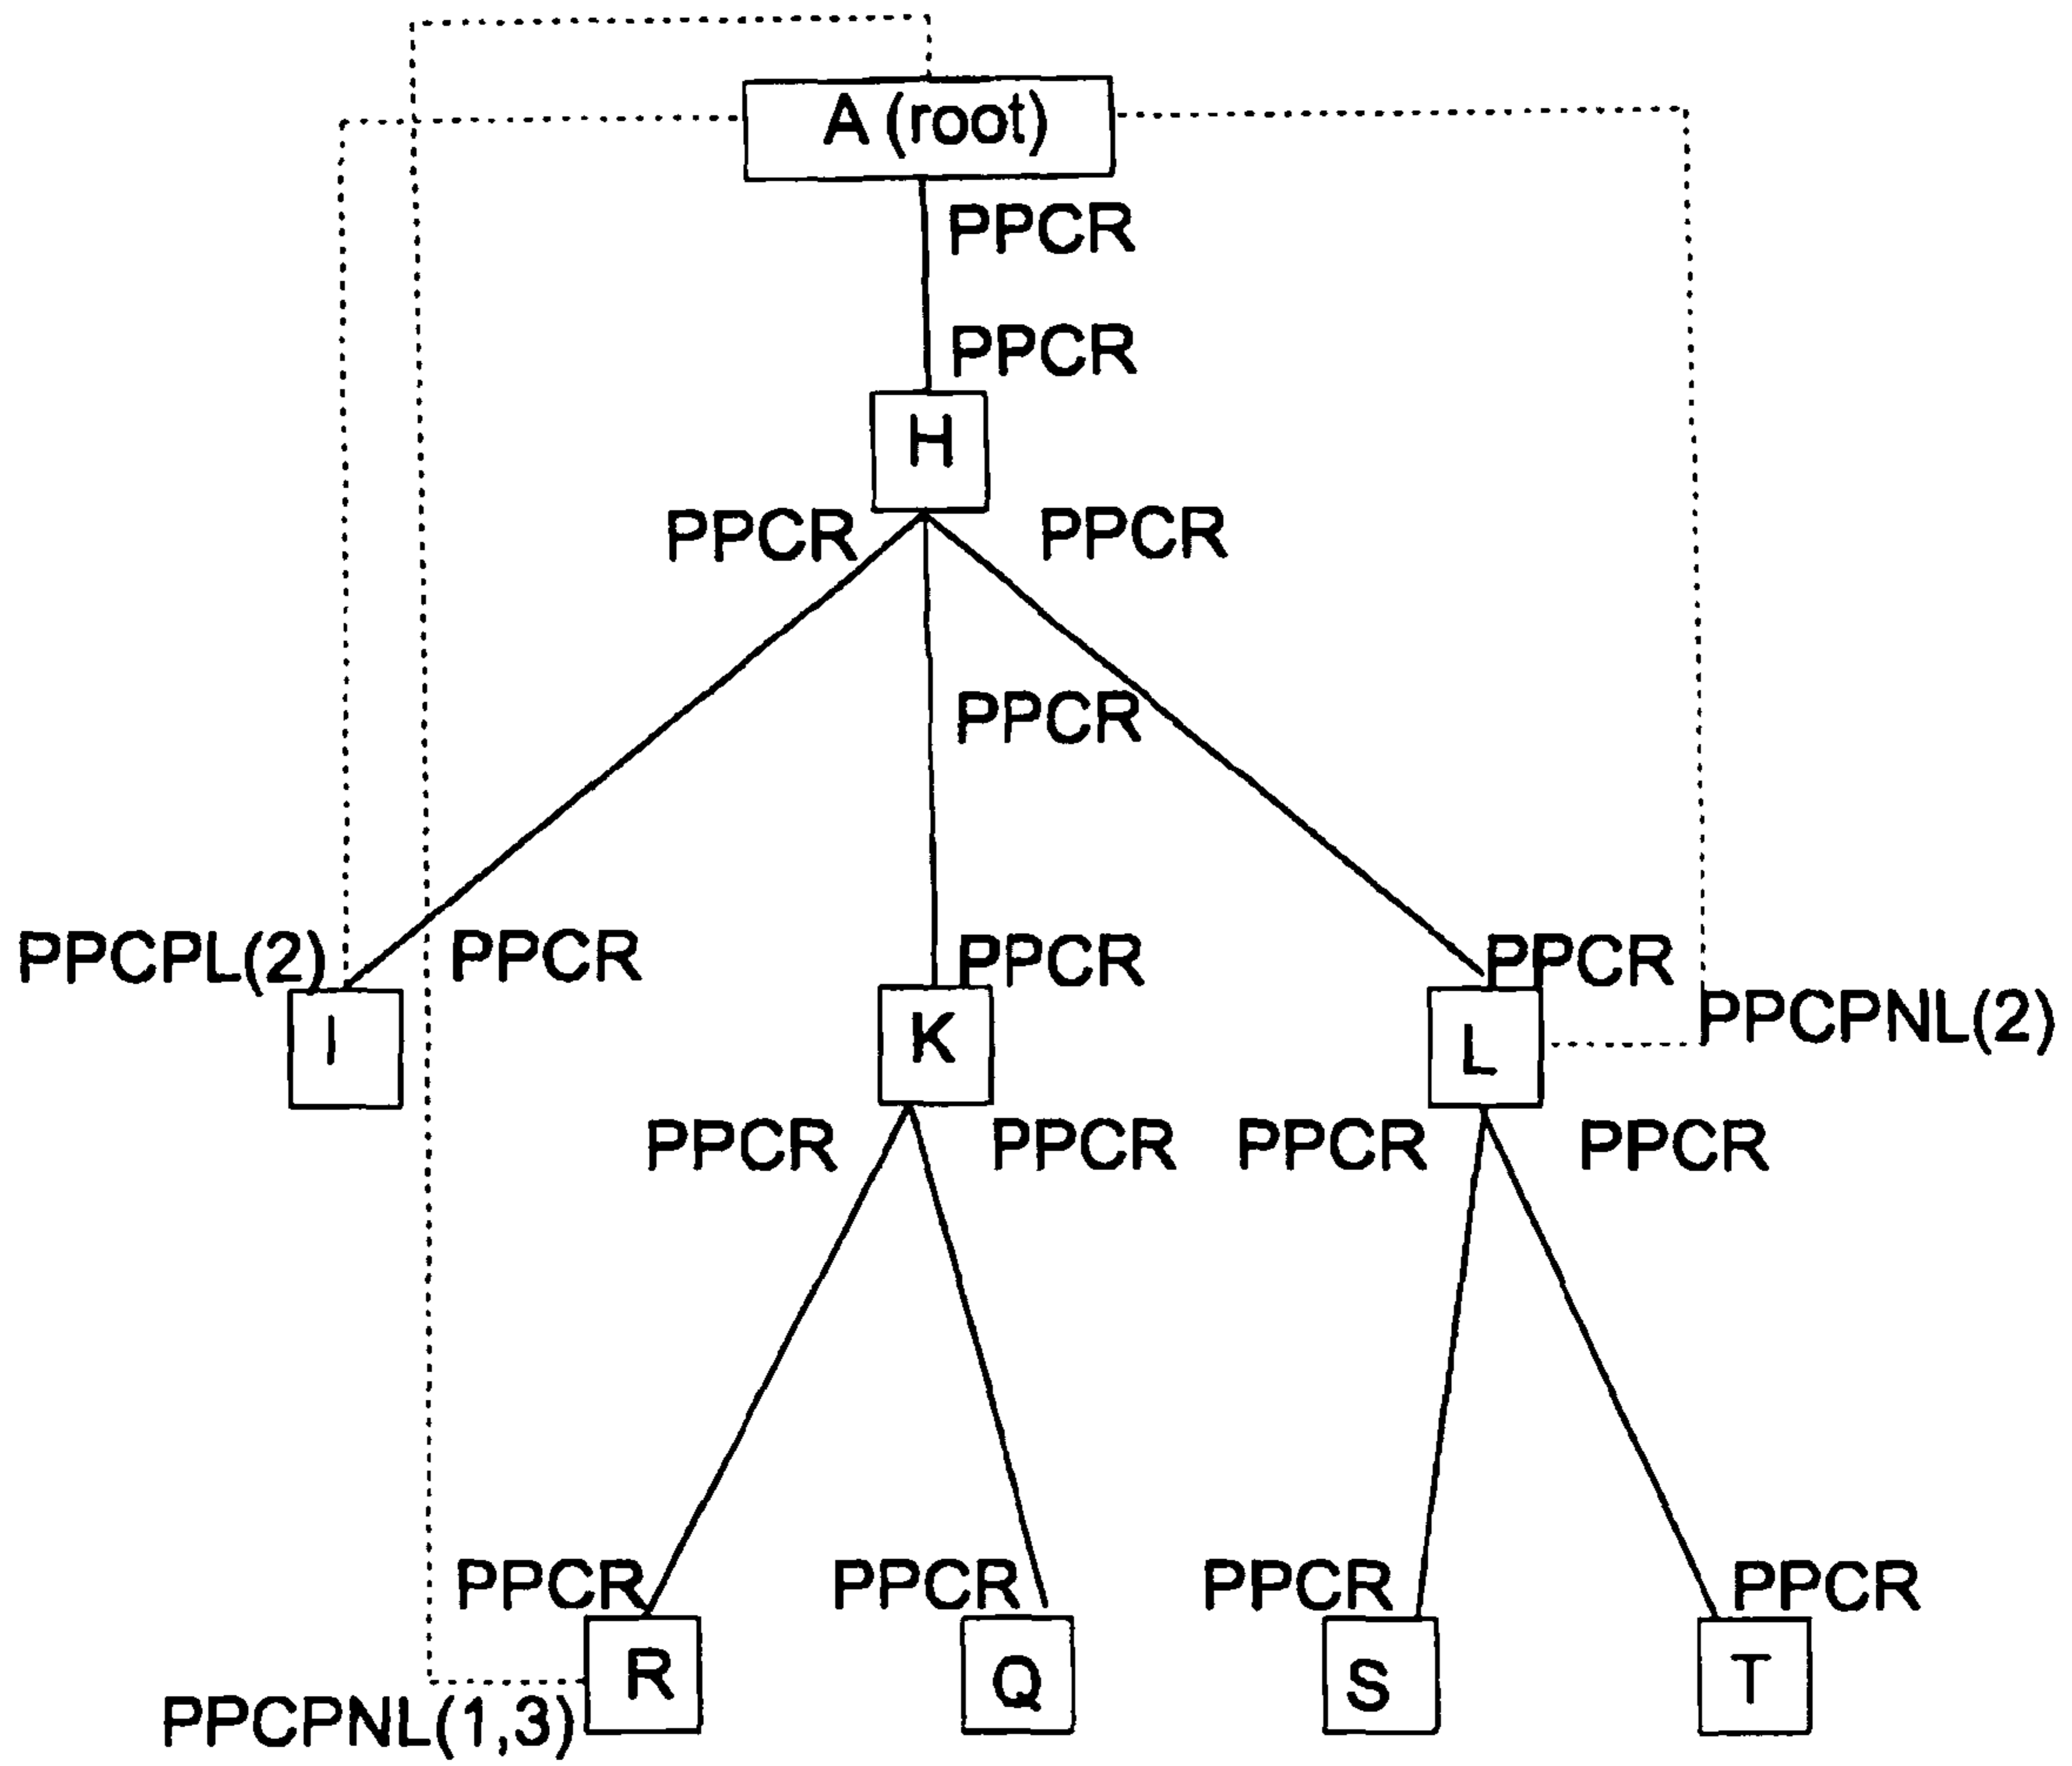 A (root)
PPCR
PPCR
H
PPCR PPCR
PPCR
PPCPL(2) PPCR PPCR PPCR
PPCPNL(2)
I K L
PPCR PPCR PPCR PPCR
PPCR PPCR PPCR PPCR
R Q S T
PPCPNL(1,3)